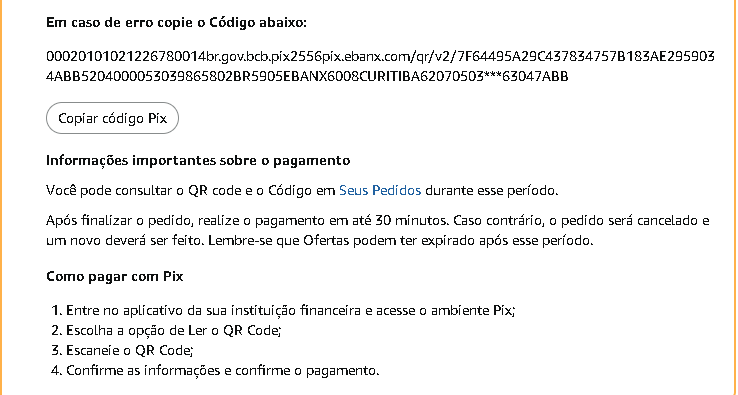 Em caso de erro copie o Código abaixo:
00020101021226780014br.gov.bcb.pix2556pix.ebanx.com/qr/v2/7F64495A29C437834757B183AE295903
4ABB5204000053039865802BR5905EBANX6008CURITIBA62070503***63047ABB
Copiar código Pix
Informações importantes sobre o pagamento
Você pode consultar o QR code e o Código em Seus Pedidos durante esse período.
Após finalizar o pedido, realize o pagamento em até 30 minutos. Caso contrário, o pedido será cancelado e
um novo deverá ser feito. Lembre-se que Ofertas podem ter expirado após esse período.
Como pagar com Pix
1. Entre no aplicativo da sua instituição financeira e acesse o ambiente Pix;
2. Escolha a opção de Ler o QR Code;
3. Escaneie o QR Code;
4. Confirme as informações e confirme o pagamento.